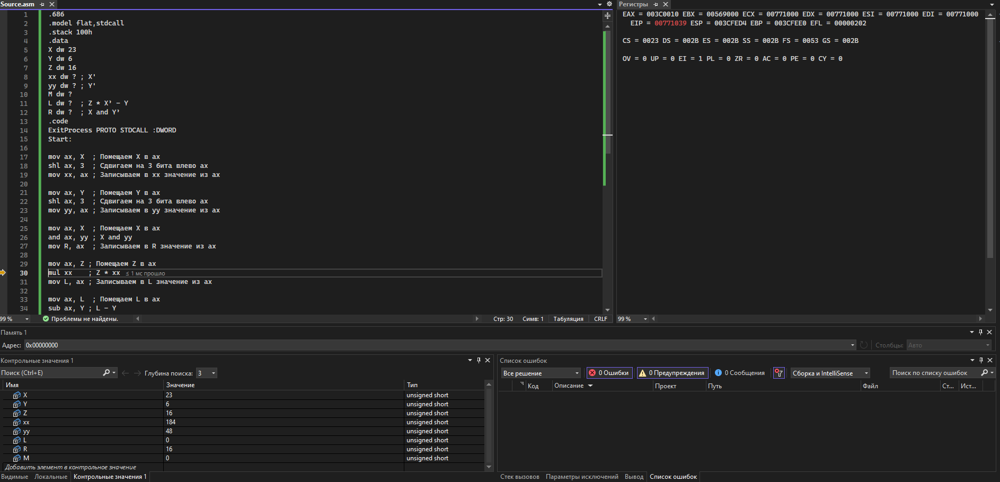 Source.asm
1 .686
2 .model flat,stdcall
3 .stack 100h
4 .data
5 X dw 23
6 Y dw 6
7 Z dw 16
8 xx dw ? ; X'
9 yy dw ? ; Y'
10 M dw ?
11 L dw ?  ; Z * X’ - Y
12 R dw ?  ; X and Y’
13 .code
14 ExitProcess PROTO STDCALL :DWORD
15 Start:
16
17 mov ax, X  ; Помещаем X в ax
18 shl ax, 3  ; Сдвигаем на 3 бита влево ax
19 mov xx, ax ; Записываем в xx значение из ax
20
21 mov ax, Y  ; Помещаем Y в ax
22 shl ax, 3  ; Сдвигаем на 3 бита влево ax
23 mov yy, ax ; Записываем в yy значение из ax
24
25 mov ax, X  ; Помещаем X в ax
26 and ax, yy ; X and yy
27 mov R, ax  ; Записываем в R значение из ax
28
29 mov ax, Z ; Помещаем Z в ax
30 mul xx    ; Z * xx ≤ 1 мс прошло
31 mov L, ax ; Записываем в L значение из ax
32
33 mov ax, L  ; Помещаем L в ax
34 sub ax, Y ; L - Y
99 % Проблемы не найдены. Стр: 30 Симв: 1 Табуляция CRLF
Регистры
EAX = 003C0010 EBX = 00569000 ECX = 00771000 EDX = 00771000 ESI = 00771000 EDI = 00771000
EIP = 00771039 ESP = 003CFED4 EBP = 003CFEE0 EFL = 00000202
CS = 0023 DS = 002B ES = 002B SS = 002B FS = 0053 GS = 002B
OV = 0 UP = 0 EI = 1 PL = 0 ZR = 0 AC = 0 PE = 0 CY = 0
99 %
Память 1
Адрес: 0x00000000 Столбцы: Авто
Контрольные значения 1
Поиск (Ctrl+E) Глубина поиска: 3
Имя Значение Тип
X 23 unsigned short
Y 6 unsigned short
Z 16 unsigned short
xx 184 unsigned short
yy 48 unsigned short
L 0 unsigned short
R 16 unsigned short
M 0 unsigned short
Добавить элемент в контрольное значение
Видимые Локальные Контрольные значения 1
Список ошибок
Все решение 0 Ошибки 0 Предупреждения 0 Сообщения Сборка и IntelliSense Поиск по списку ошибок
Код Описание Проект Путь Файл Ст... Ист...
Стек вызовов Параметры исключений Вывод Список ошибок